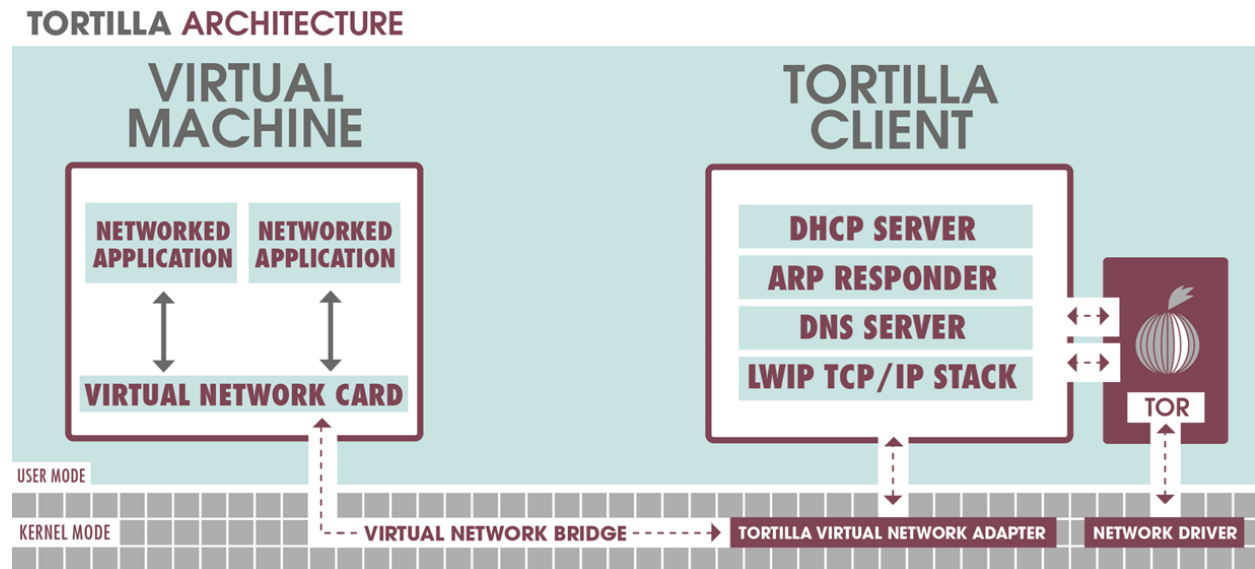 TORTILLA ARCHITECTURE
VIRTUAL
MACHINE
NETWORKED
APPLICATION
NETWORKED
APPLICATION
VIRTUAL NETWORK CARD
TORTILLA
CLIENT
DHCP SERVER
ARP RESPONDER
DNS SERVER
LWIP TCP/IP STACK
TOR
USER MODE
KERNEL MODE
VIRTUAL NETWORK BRIDGE
TORTILLA VIRTUAL NETWORK ADAPTER
NETWORK DRIVER